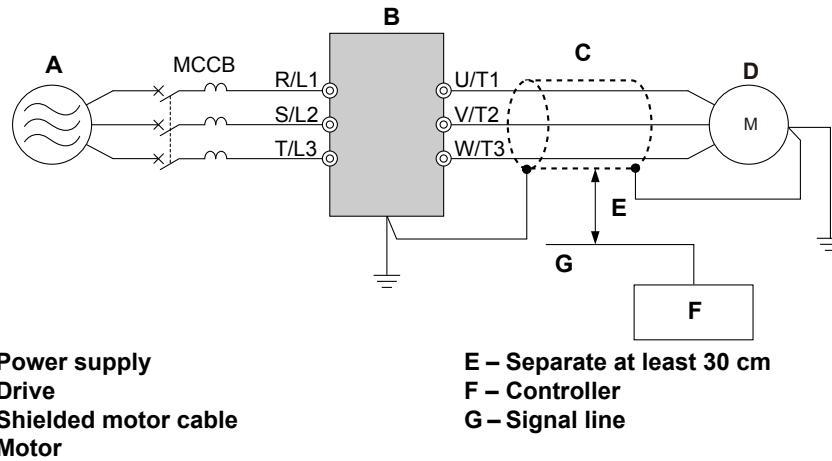 B
A
C
D
MCCB
R/L1
U/T1
S/L2
V/T2
M
T/L3
W/T3
E
G
F
Power supply
E – Separate at least 30 cm
Drive
F – Controller
Shielded motor cable
G – Signal line
Motor